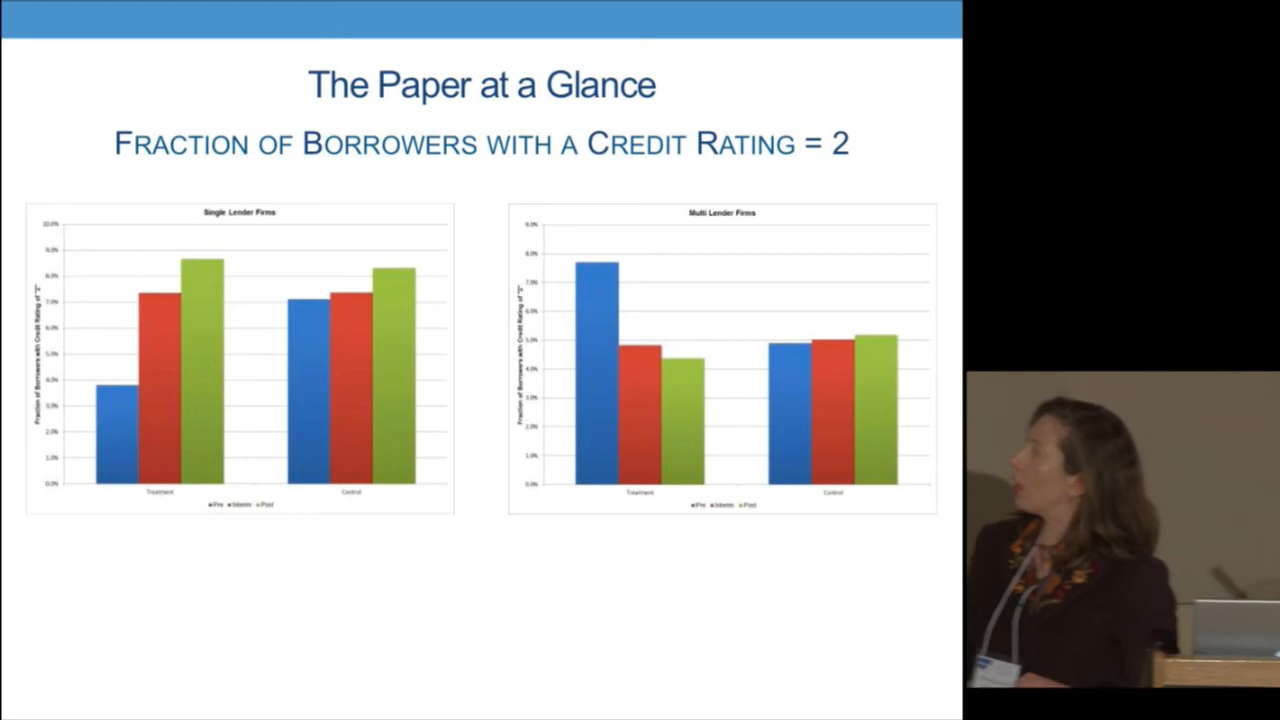 The Paper at a Glance
FRACTION OF BORROWERS WITH A CREDIT RATING = 2
Single Lender Firms
Fraction of Borrowers with Credit Rating of "2"
10.0%
9.0%
8.0%
7.0%
6.0%
5.0%
4.0%
3.0%
2.0%
1.0%
0.0%
Treatment
Control
Pre Interim Post
Multi Lender Firms
Fraction of Borrowers with Credit Rating of "2"
9.0%
8.0%
7.0%
6.0%
5.0%
4.0%
3.0%
2.0%
1.0%
0.0%
Treatment
Control
Pre Interim Post